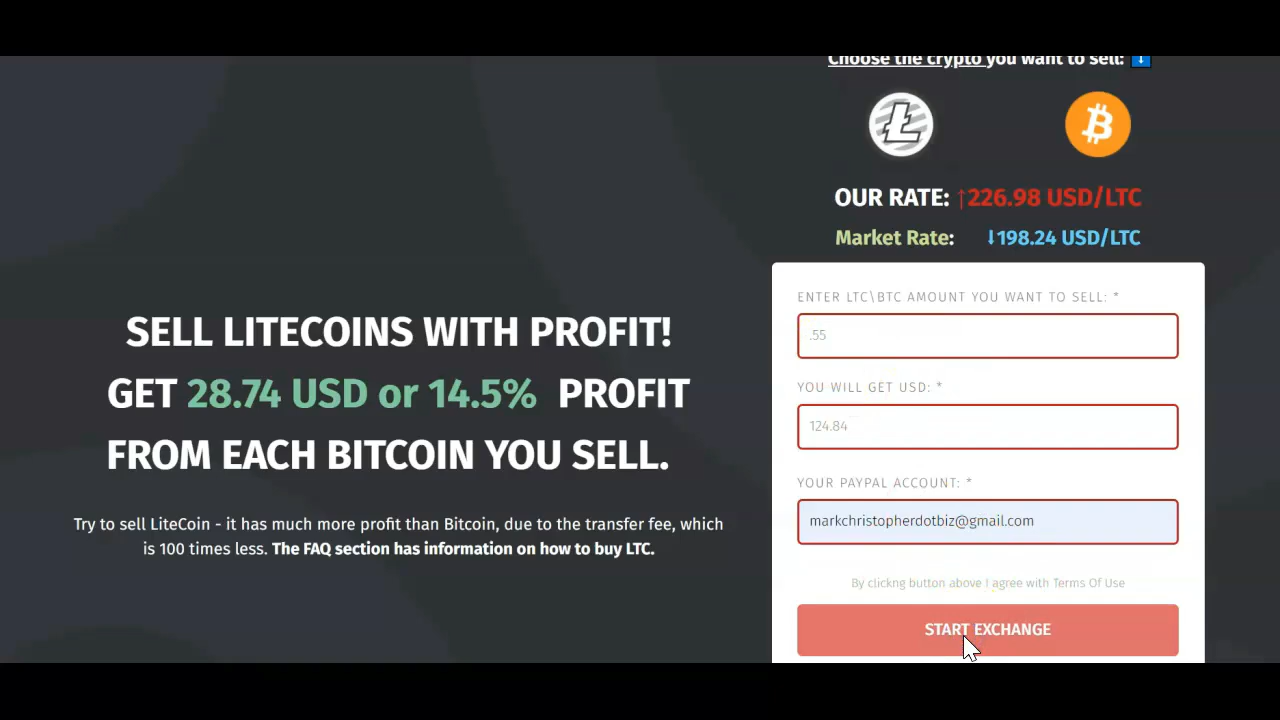 Choose the crypto you want to sell: ⬇
OUR RATE: ↑226.98 USD/LTC
Market Rate: ⬇198.24 USD/LTC
SELL LITECOINS WITH PROFIT!
GET 28.74 USD or 14.5% PROFIT
FROM EACH BITCOIN YOU SELL.
Try to sell LiteCoin - it has much more profit than Bitcoin, due to the transfer fee, which
is 100 times less. The FAQ section has information on how to buy LTC.
ENTER LTC\BTC AMOUNT YOU WANT TO SELL: *
.55
YOU WILL GET USD: *
124.84
YOUR PAYPAL ACCOUNT: *
markchristopherdotbiz@gmail.com
By clickng button above I agree with Terms Of Use
START EXCHANGE